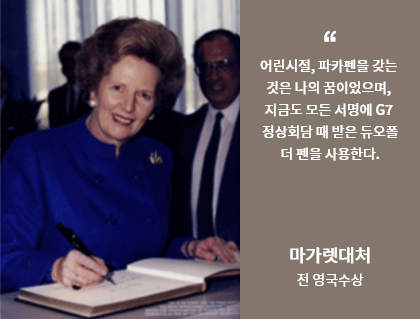 “
어린시절, 파카펜을 갖는
것은 나의 꿈이었으며,
지금도 모든 서명에 G7
정상회담 때 받은 듀오폴
더 펜을 사용한다.
마가렛대처
전 영국수상